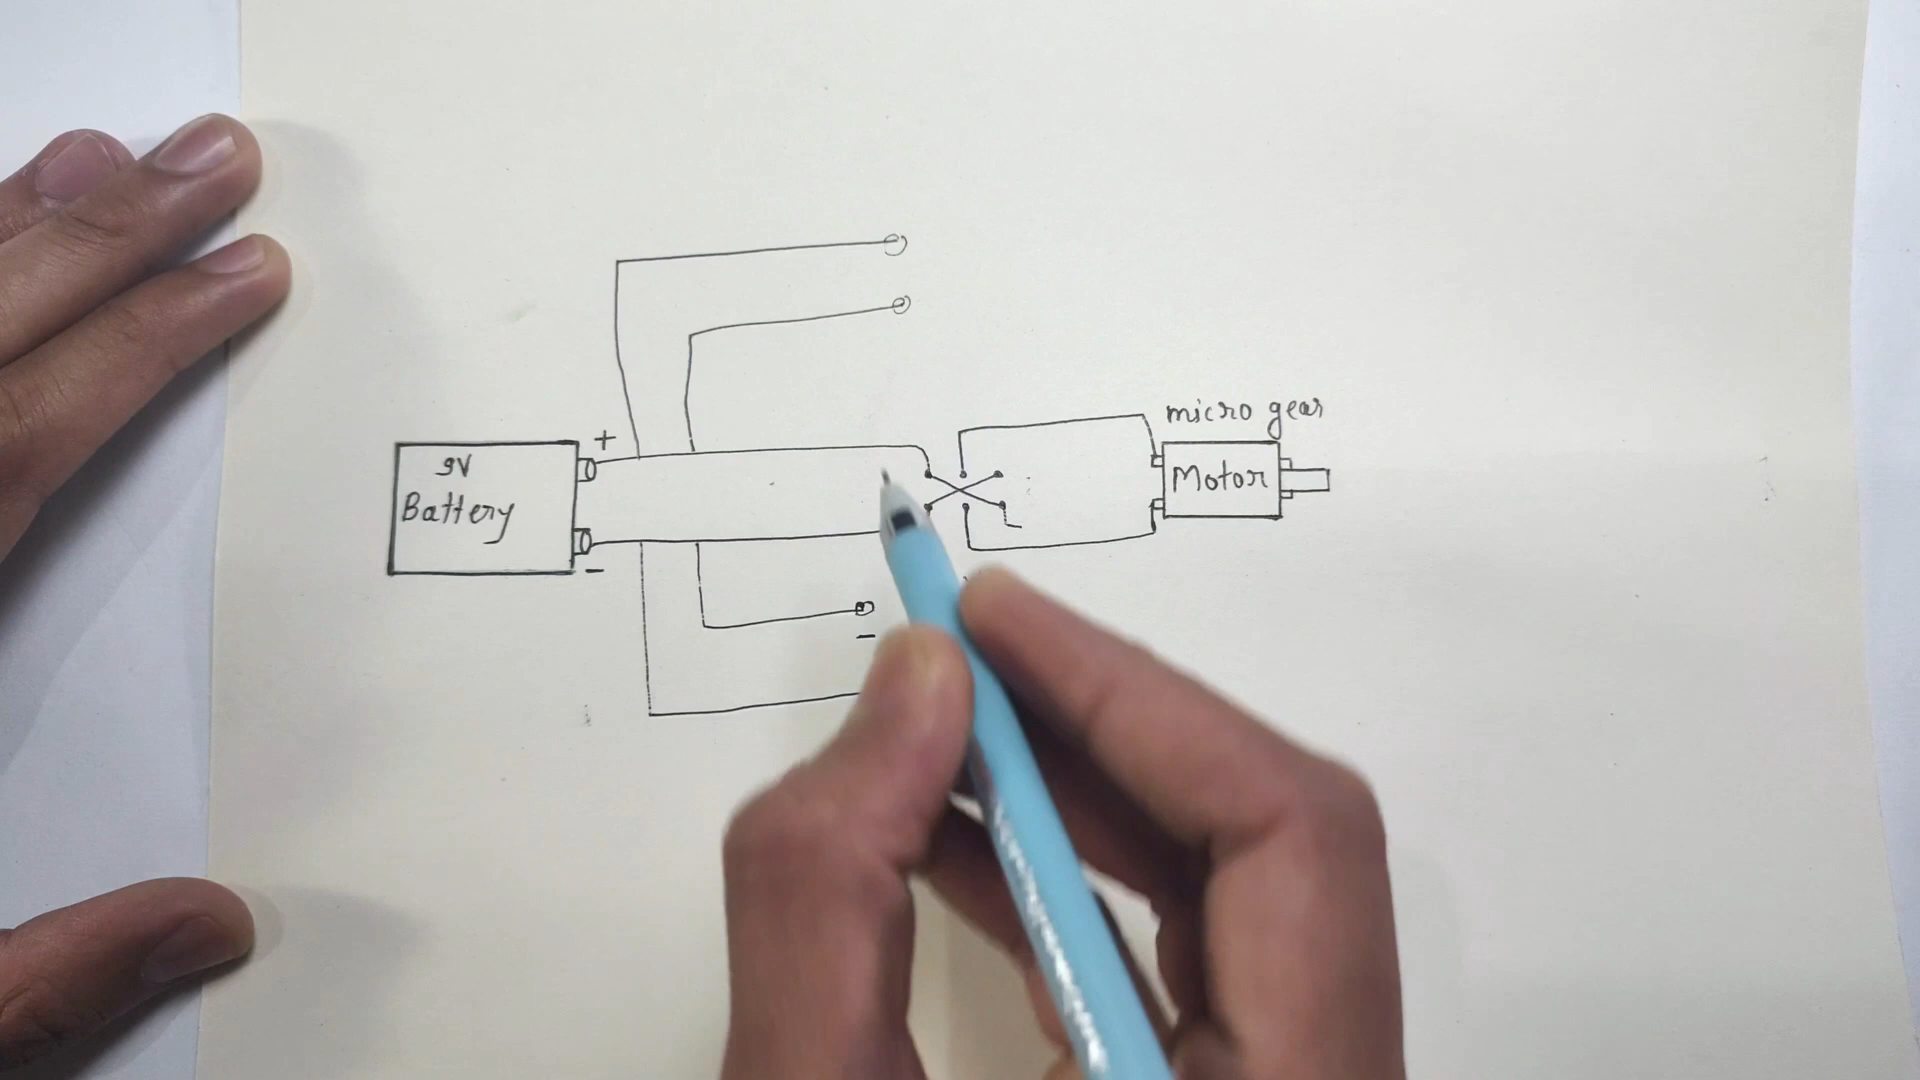 +
9V
Battery
-
-
micro gear
Motor